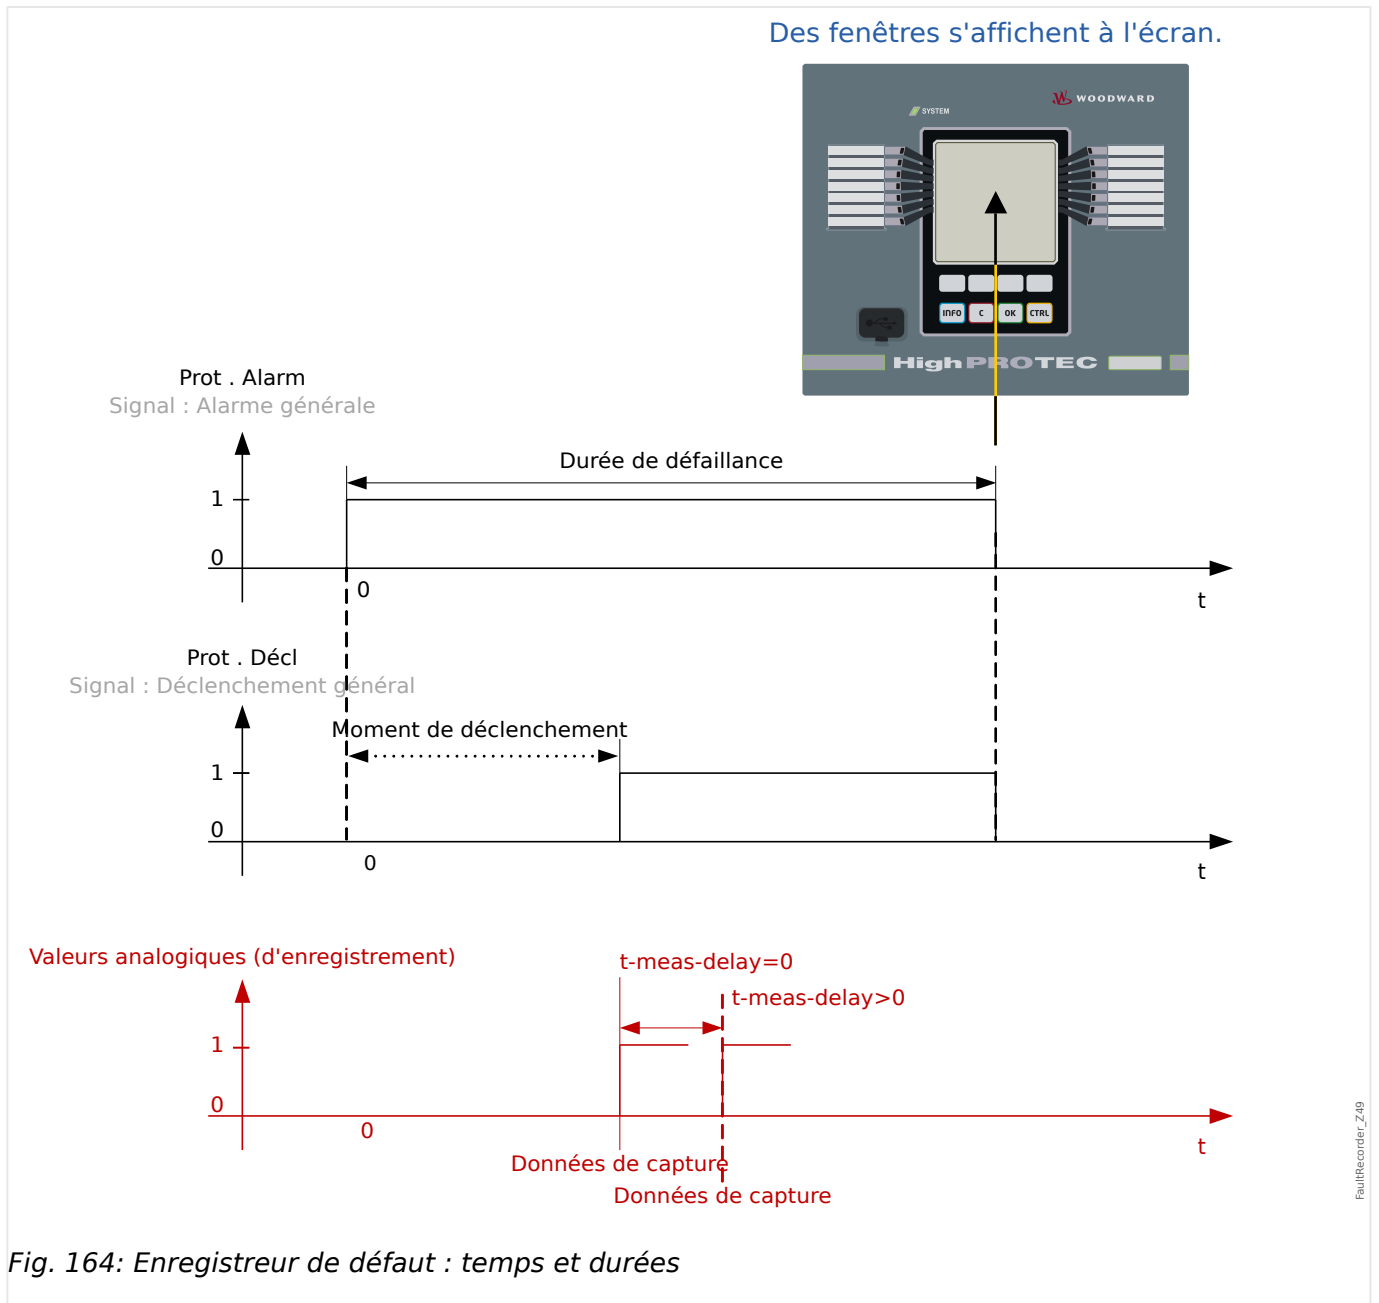 Des fenêtres s'affichent à l'écran.
WOODWARD
SYSTEM
INFO
C
OK
CTRL
HighPROTEC
Prot . Alarm
Signal : Alarme générale
Durée de défaillance
1
0
0
t
Prot . Décl
Signal : Déclenchement général
Moment de déclenchement
1
0
0
t
Valeurs analogiques (d'enregistrement)
t-meas-delay=0
t-meas-delay>0
1
0
0
t
Données de capture
Données de capture
FaultRecorder_Z49
Fig. 164: Enregistreur de défaut : temps et durées